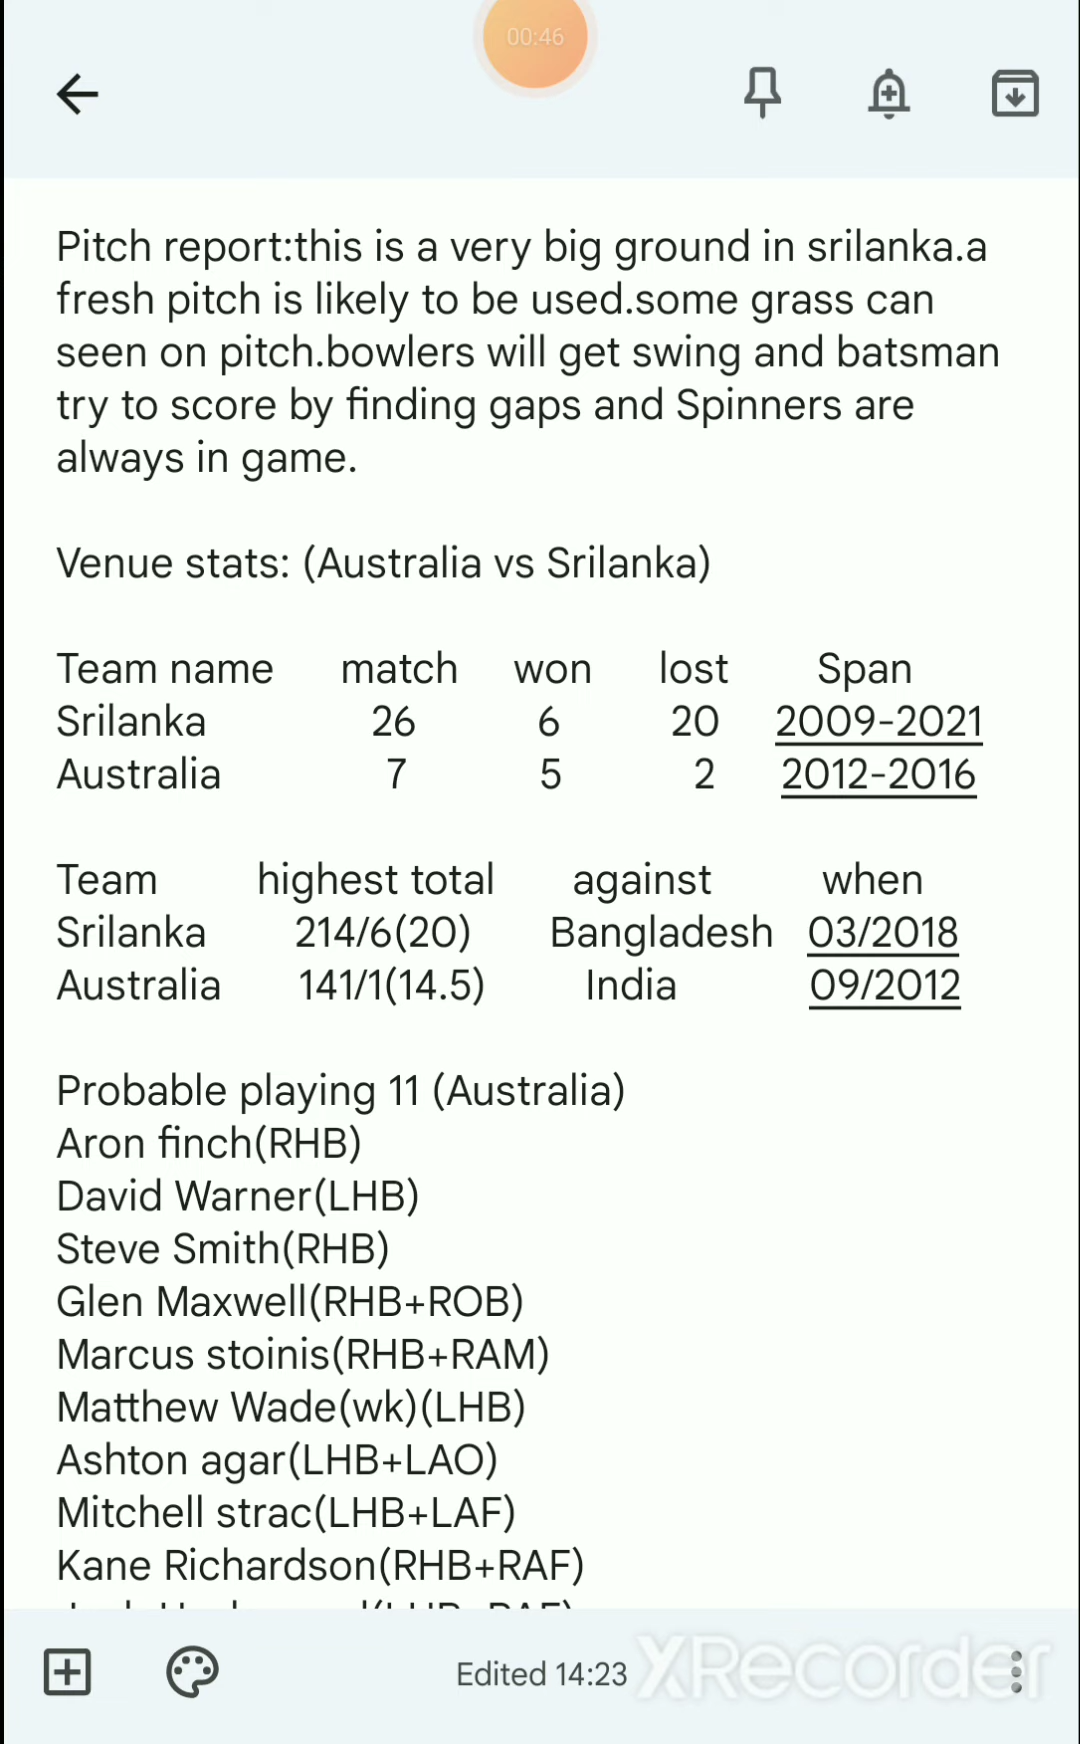 00:46
Pitch report:this is a very big ground in srilanka.a
fresh pitch is likely to be used.some grass can
seen on pitch.bowlers will get swing and batsman
try to score by finding gaps and Spinners are
always in game.
Venue stats: (Australia vs Srilanka)
Team name match won lost Span
Srilanka 26 6 20 2009-2021
Australia 7 5 2 2012-2016
Team highest total against when
Srilanka 214/6(20) Bangladesh 03/2018
Australia 141/1(14.5) India 09/2012
Probable playing 11 (Australia)
Aron finch(RHB)
David Warner(LHB)
Steve Smith(RHB)
Glen Maxwell(RHB+ROB)
Marcus stoinis(RHB+RAM)
Matthew Wade(wk)(LHB)
Ashton agar(LHB+LAO)
Mitchell strac(LHB+LAF)
Kane Richardson(RHB+RAF)
Edited 14:23
XRecorder